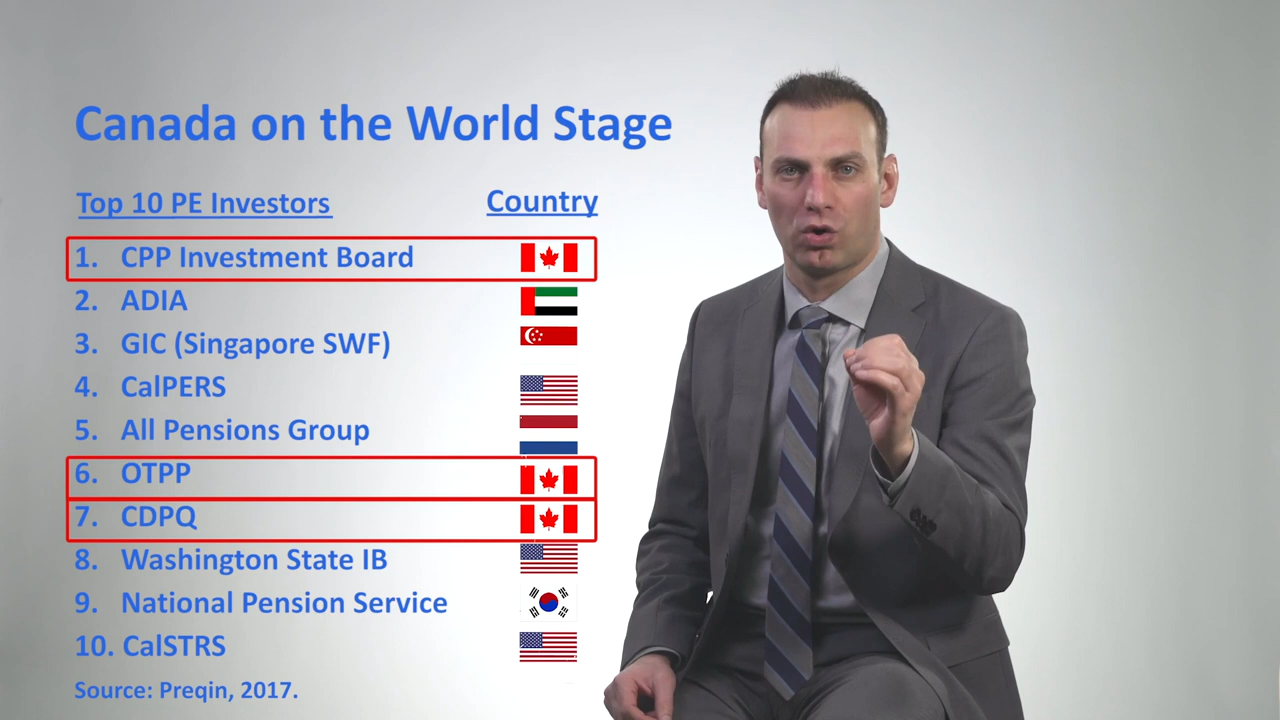 Canada on the World Stage
Top 10 PE Investors Country
1. CPP Investment Board
2. ADIA
3. GIC (Singapore SWF)
4. CalPERS
5. All Pensions Group
6. OTPP
7. CDPQ
8. Washington State IB
9. National Pension Service
10. CalSTRS
Source: Preqin, 2017.